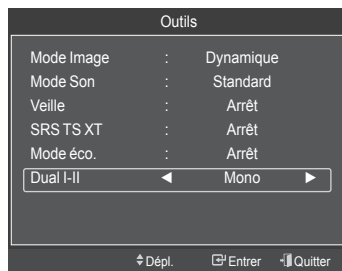 Outils
Mode Image : Dynamique
Mode Son : Standard
Veille : Arrêt
SRS TS XT : Arrêt
Mode éco. : Arrêt
Dual I-II ◄ Mono ►
Dépl. Entrer Quitter